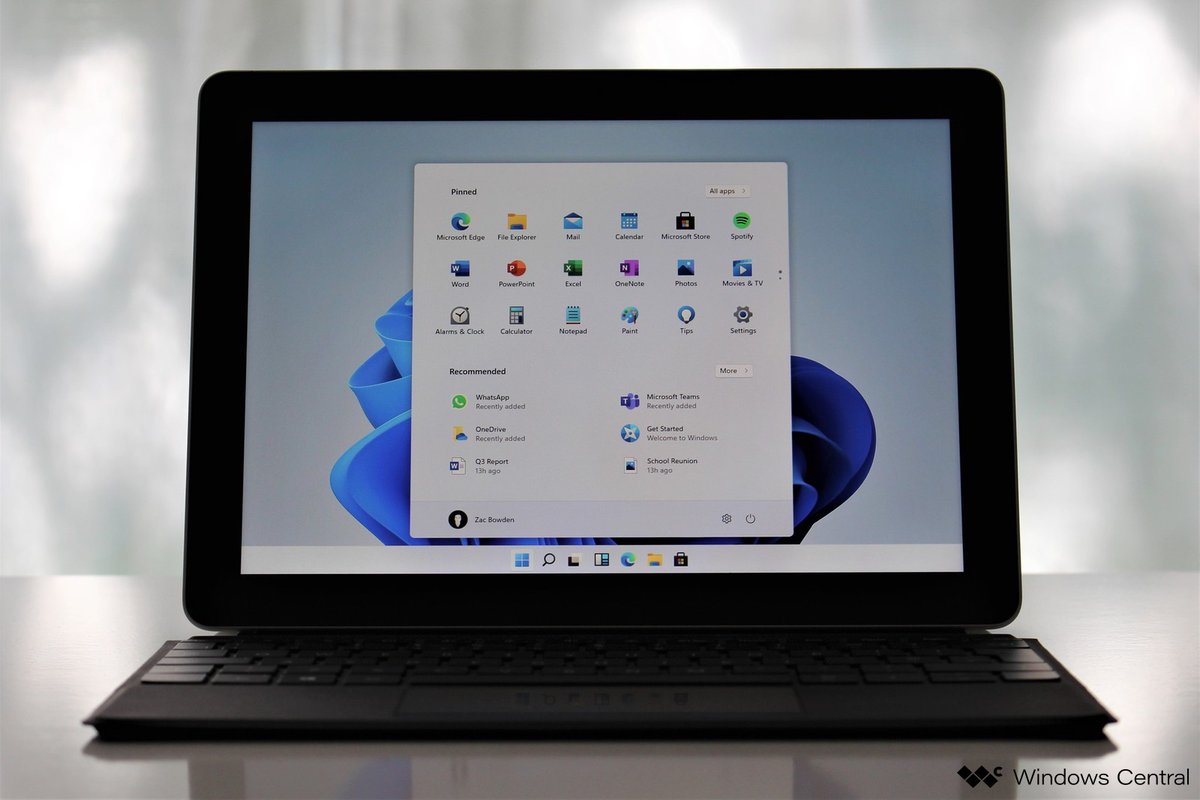 Pinned
All apps
Microsoft Edge File Explorer Mail Calendar Microsoft Store Spotify
Word PowerPoint Excel OneNote Photos Movies & TV
Alarms & Clock Calculator Notepad Paint Tips Settings
Recommended
More
WhatsApp
Recently added
Microsoft Teams
Recently added
OneDrive
Recently added
Get Started
Welcome to Windows
Q3 Report
13h ago
School Reunion
13h ago
Zac Bowden
Windows Central